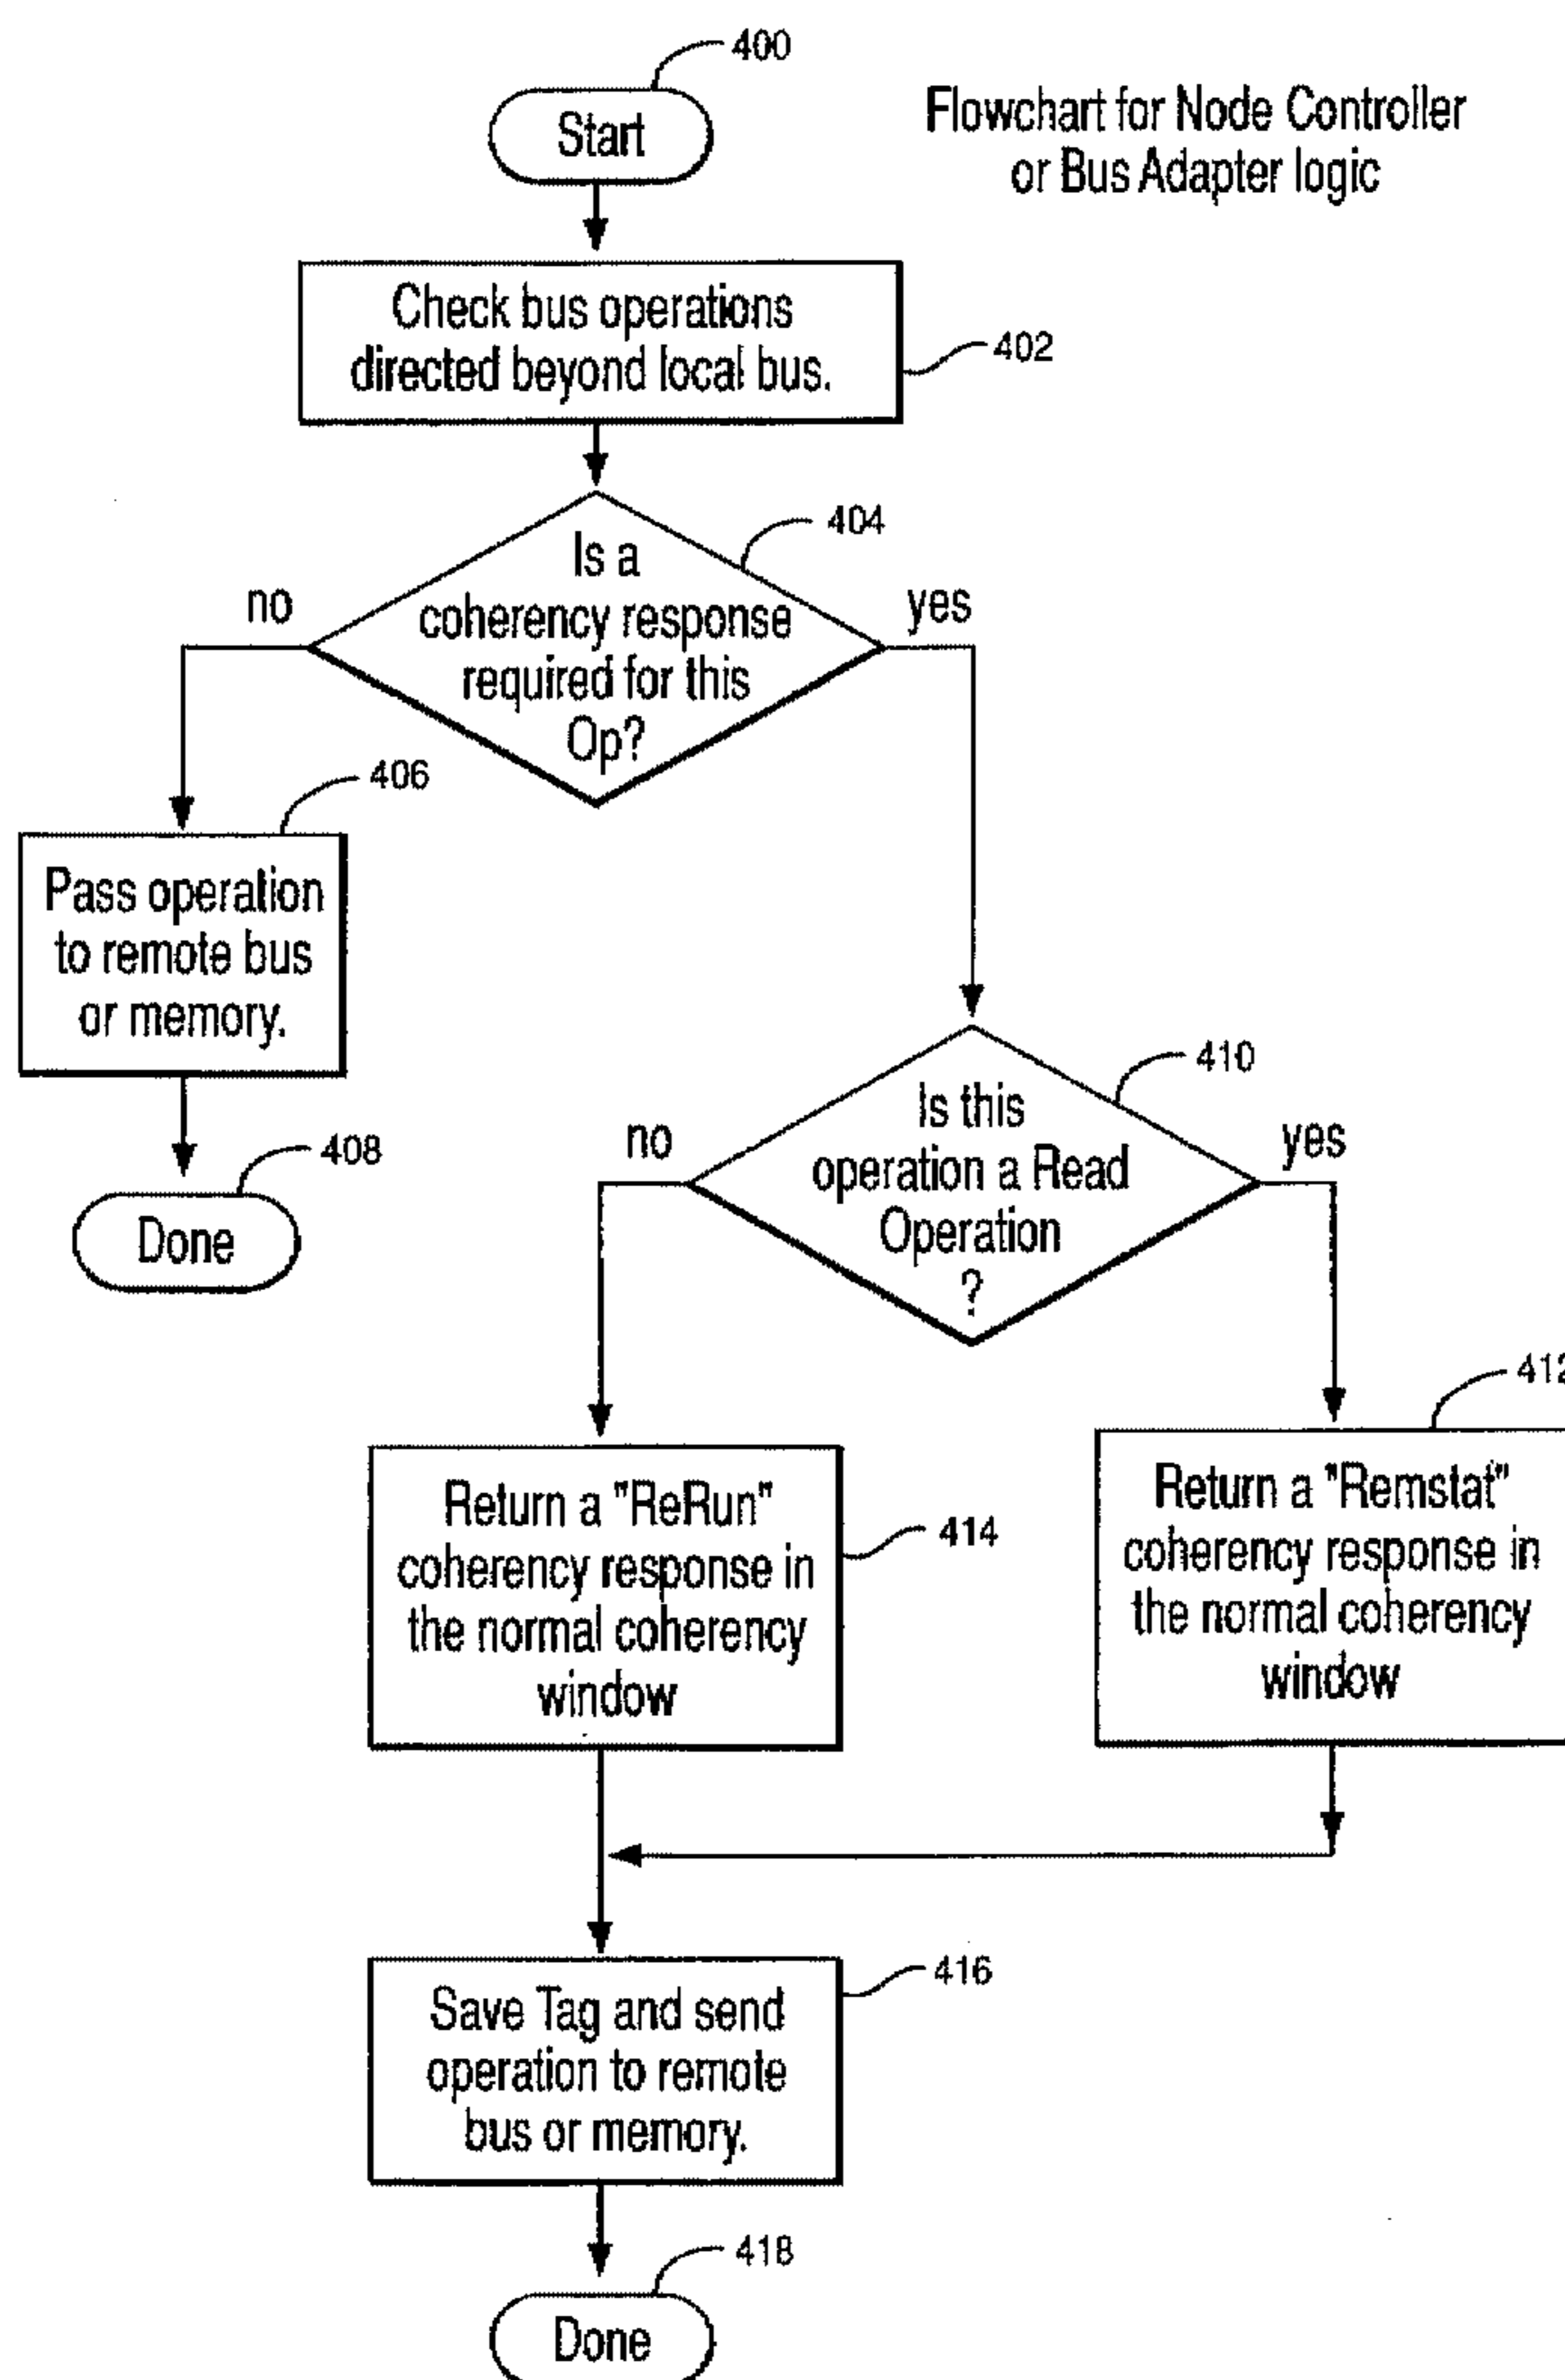 400
Start
Flowchart for Node Controller
or Bus Adapter logic
Check bus operations
directed beyond local bus.
402
404
Is a
coherency response
required for this
Op?
no
yes
406
Pass operation
to remote bus
or memory.
408
Done
410
Is this
operation a Read
Operation
?
no
yes
412
Return a "ReRun"
coherency response in
the normal coherency
window
414
Return a "Remstat"
coherency response in
the normal coherency
window
416
Save Tag and send
operation to remote
bus or memory.
418
Done